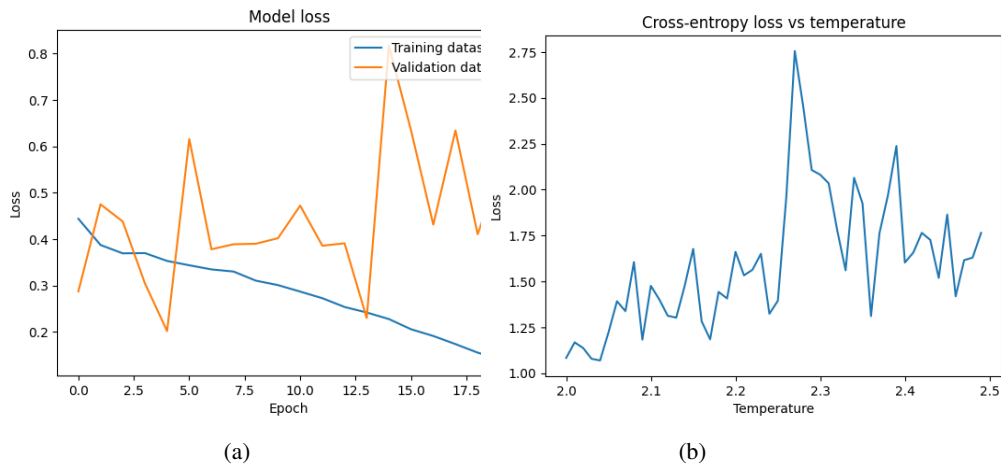 Model loss
Training datas
Validation dat
Loss
0.8
0.7
0.6
0.5
0.4
0.3
0.2
0.0 2.5 5.0 7.5 10.0 12.5 15.0 17.5
Epoch
(a)
Cross-entropy loss vs temperature
Loss
2.75
2.50
2.25
2.00
1.75
1.50
1.25
1.00
2.0 2.1 2.2 2.3 2.4 2.5
Temperature
(b)